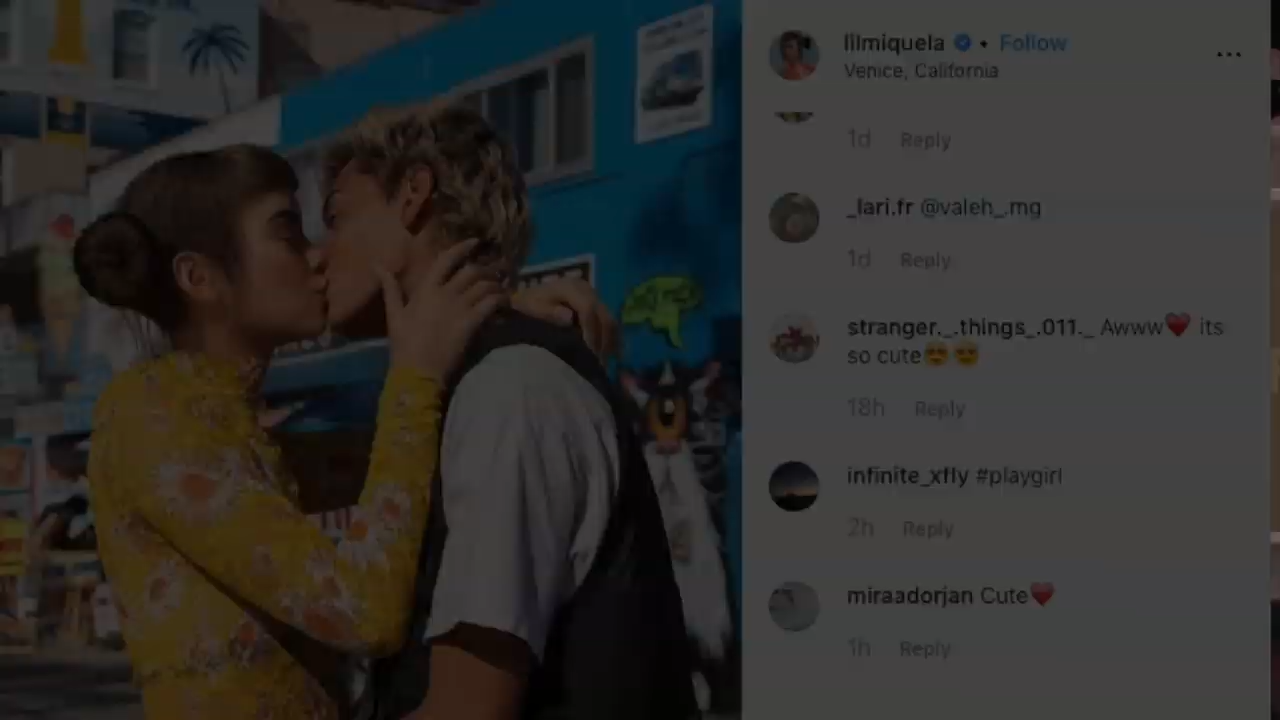 lilmiquela • Follow
Venice, California
1d Reply
_lari.fr @valeh_.mg
1d Reply
stranger._.things_.011._ Awww❤️ its
so cute😍😍
18h Reply
infinite_xfly #playgirl
2h Reply
miraadorjan Cute❤️
1h Reply